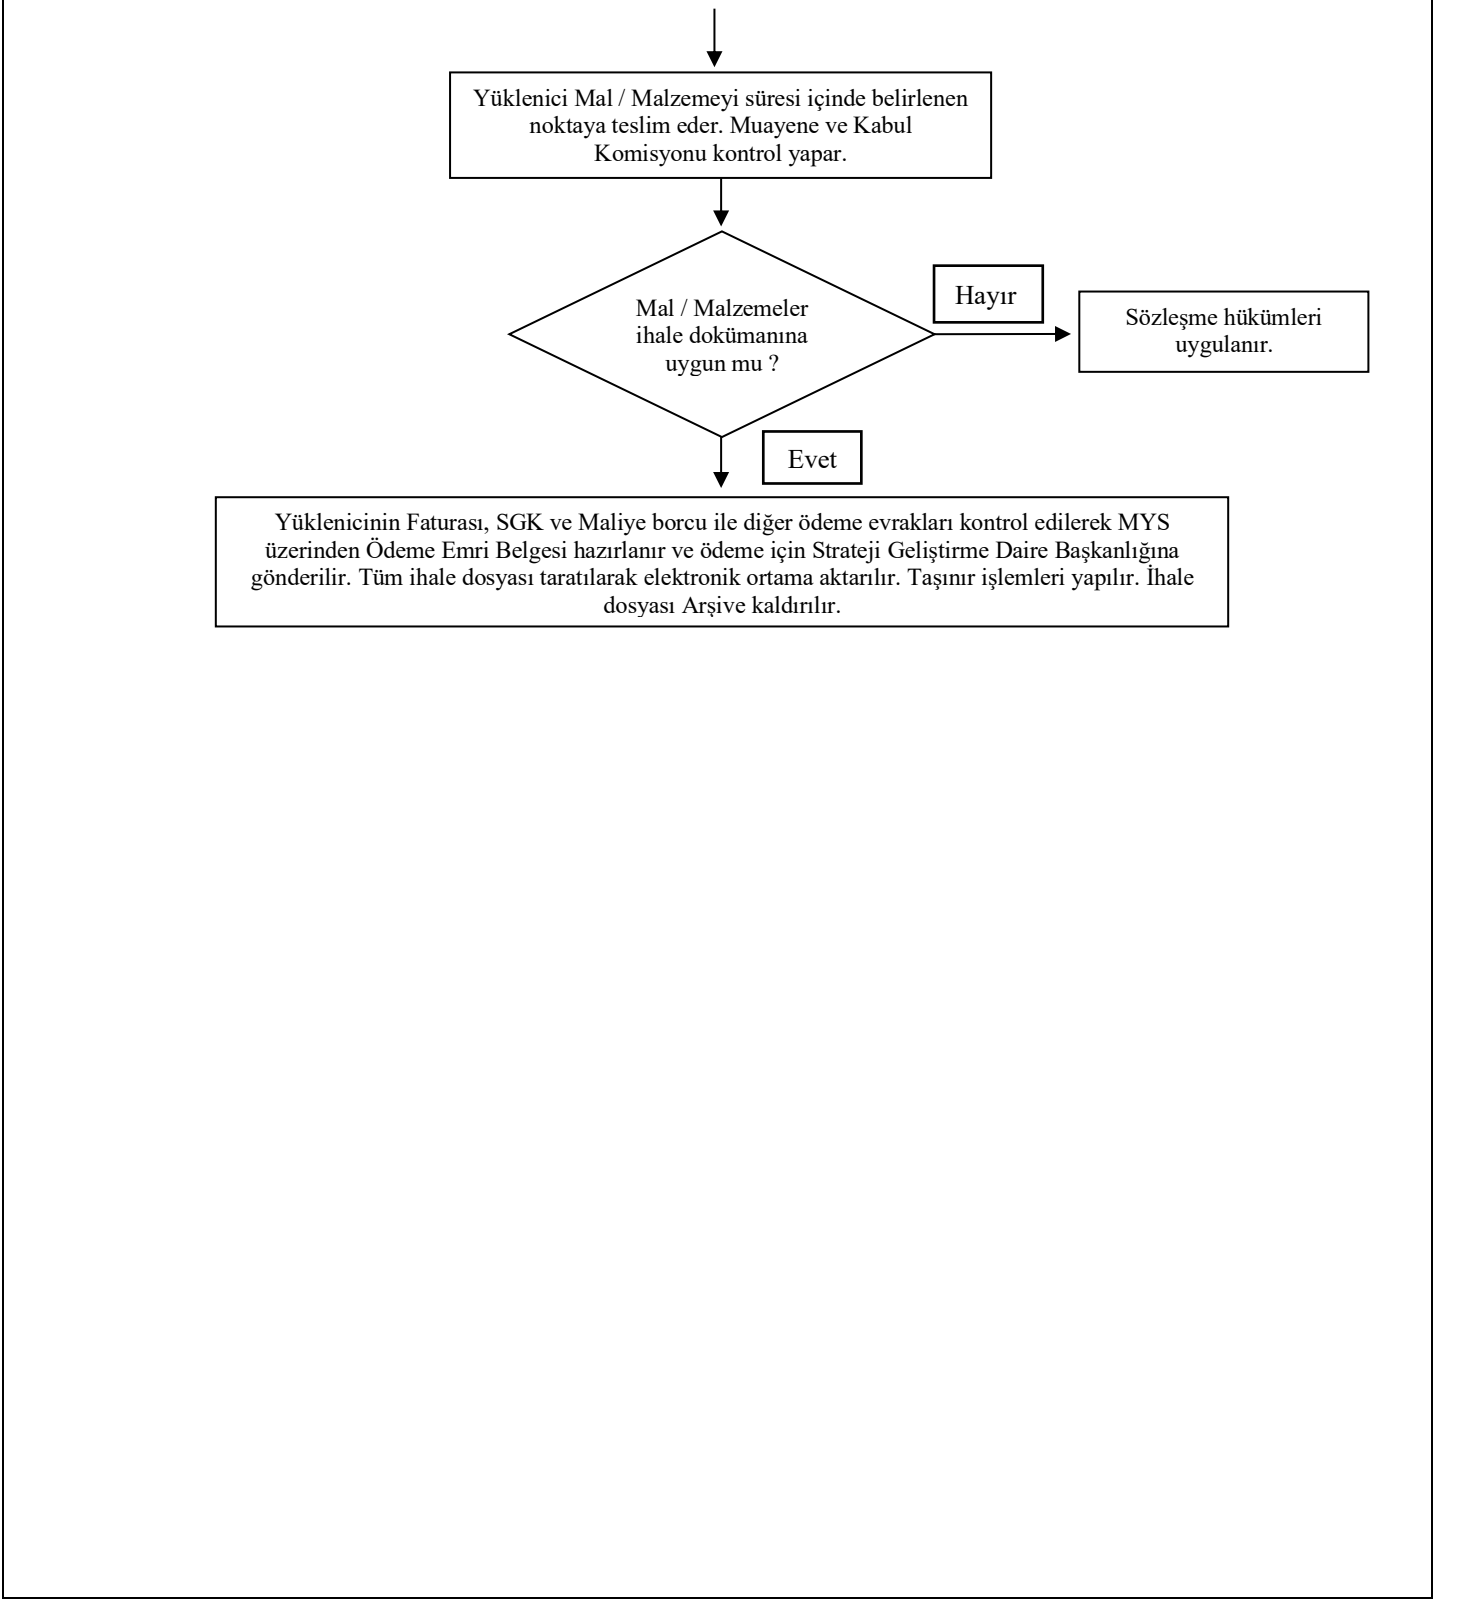 Yüklenici Mal / Malzemeyi süresi içinde belirlenen
noktaya teslim eder. Muayene ve Kabul
Komisyonu kontrol yapar.
Mal / Malzemeler
ihale dokümanına
uygun mu ?
Hayır
Sözleşme hükümleri
uygulanır.
Evet
Yüklenicinin Faturası, SGK ve Maliye borcu ile diğer ödeme evrakları kontrol edilerek MYS
üzerinden Ödeme Emri Belgesi hazırlanır ve ödeme için Strateji Geliştirme Daire Başkanlığına
gönderilir. Tüm ihale dosyası taratılarak elektronik ortama aktarılır. Taşınır işlemleri yapılır. İhale
dosyası Arşive kaldırılır.